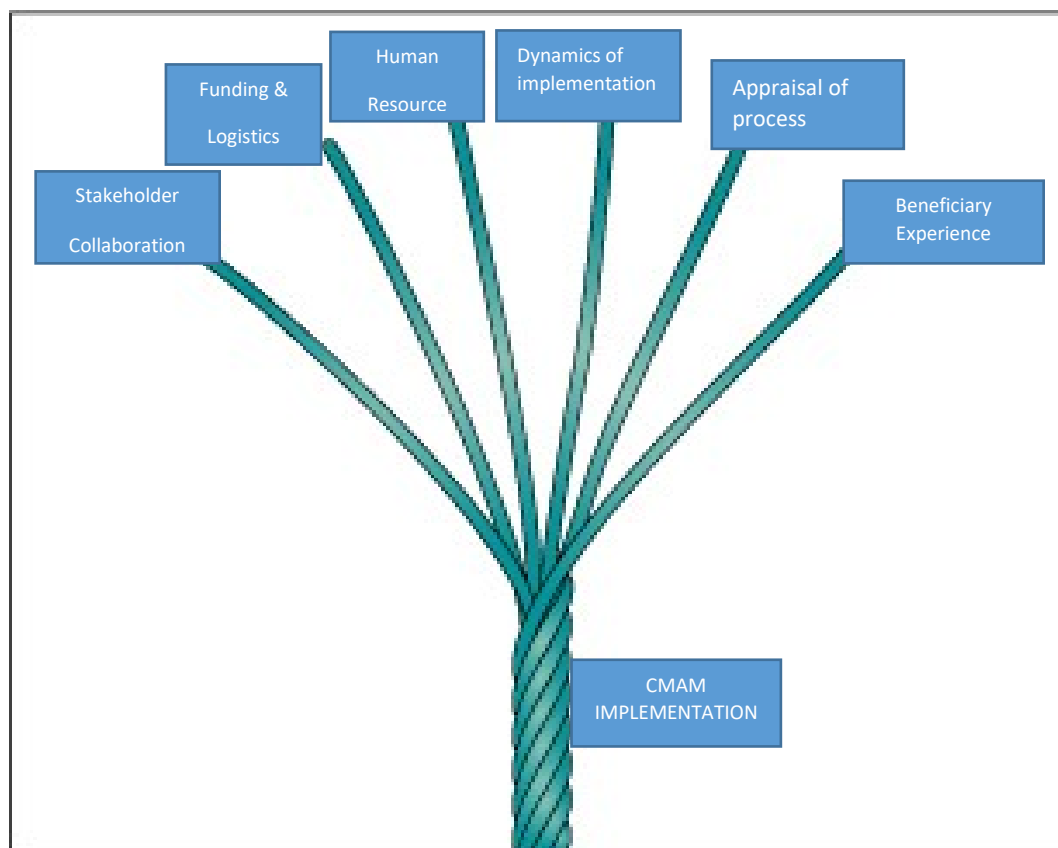 Stakeholder
Collaboration
Funding &
Logistics
Human
Resource
Dynamics of
implementation
Appraisal of
process
Beneficiary
Experience
CMAM
IMPLEMENTATION